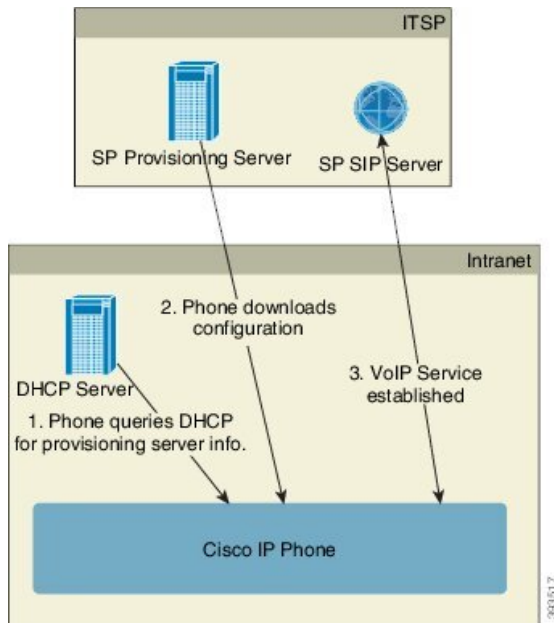 ITSP
SP Provisioning Server
SP SIP Server
Intranet
2. Phone downloads
configuration
DHCP Server
3. VoIP Service
established
1. Phone queries DHCP
for provisioning server info.
Cisco IP Phone
393517